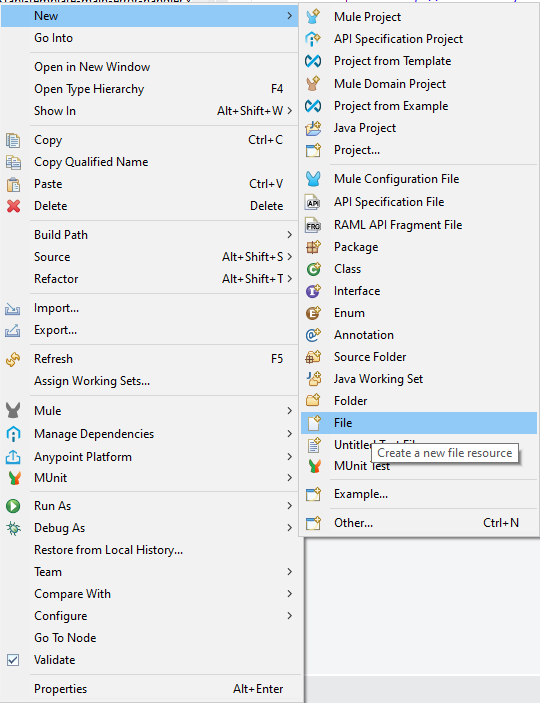 New
Go Into
Open in New Window
Open Type Hierarchy F4
Show In Alt+Shift+W
Copy Ctrl+C
Copy Qualified Name
Paste Ctrl+V
Delete Delete
Build Path
Source Alt+Shift+S
Refactor Alt+Shift+T
Import...
Export...
Refresh F5
Assign Working Sets...
Mule
Manage Dependencies
Anypoint Platform
MUnit
Run As
Debug As
Restore from Local History...
Team
Compare With
Configure
Go To Node
Validate
Properties Alt+Enter
Mule Project
API Specification Project
Project from Template
Mule Domain Project
Project from Example
Java Project
Project...
Mule Configuration File
API API Specification File
FRG RAML API Fragment File
Package
Class
Interface
Enum
Annotation
Source Folder
Java Working Set
Folder
File
Create a new file resource
Untitled Text File
MUnit Test
Example...
Other... Ctrl+N